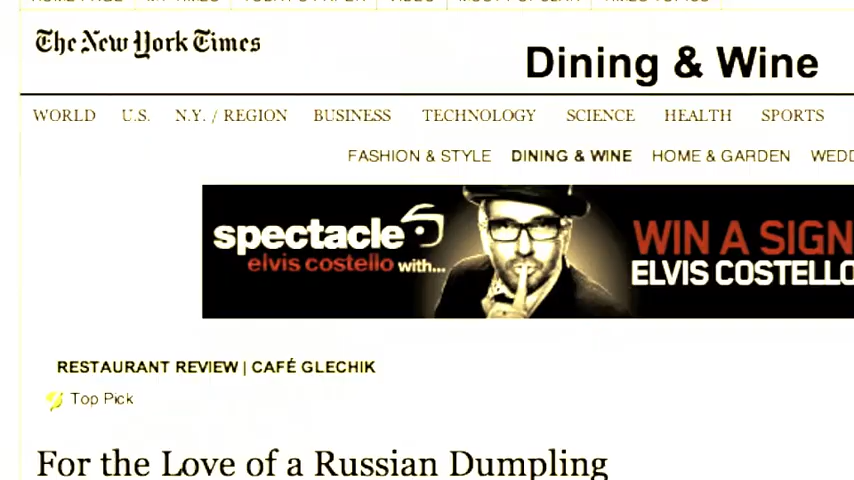 The New York Times
Dining & Wine
WORLD U.S. N.Y. / REGION BUSINESS TECHNOLOGY SCIENCE HEALTH SPORTS
FASHION & STYLE DINING & WINE HOME & GARDEN WEDD
spectacle
elvis costello with...
WIN A SIGN
ELVIS COSTELLO
RESTAURANT REVIEW | CAFÉ GLECHIK
Top Pick
For the Love of a Russian Dumpling